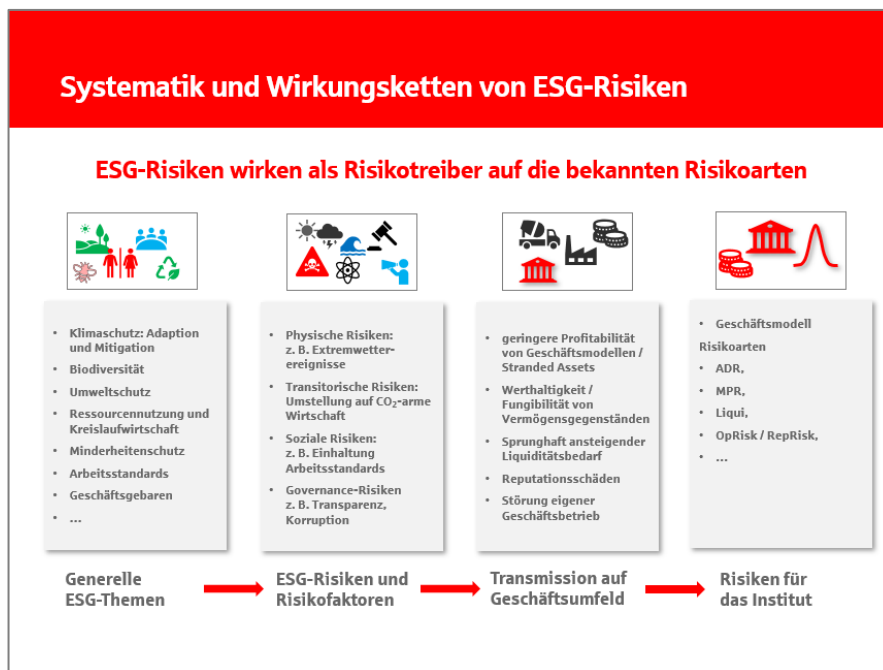 Systematik und Wirkungsketten von ESG-Risiken
ESG-Risiken wirken als Risikotreiber auf die bekannten Risikoarten
• Klimaschutz: Adaption
und Mitigation
• Biodiversität
• Umweltschutz
• Ressourcennutzung und
Kreislaufwirtschaft
• Minderheitenschutz
• Arbeitsstandards
• Geschäftsgebaren
• ...
• Physische Risiken:
z. B. Extremwetter-
ereignisse
• Transitorische Risiken:
Umstellung auf CO₂-arme
Wirtschaft
• Soziale Risiken:
z. B. Einhaltung
Arbeitsstandards
• Governance-Risiken
z. B. Transparenz,
Korruption
• geringere Profitabilität
von Geschäftsmodellen /
Stranded Assets
• Werthaltigkeit /
Fungibilität von
Vermögensgegenständen
• Sprunghaft ansteigender
Liquiditätsbedarf
• Reputationsschäden
• Störung eigener
Geschäftsbetrieb
• Geschäftsmodell
Risikoarten
• ADR,
• MPR,
• Liqui,
• OpRisk / RepRisk,
• ...
Generelle
ESG-Themen
ESG-Risiken und
Risikofaktoren
Transmission auf
Geschäftsumfeld
Risiken für
das Institut